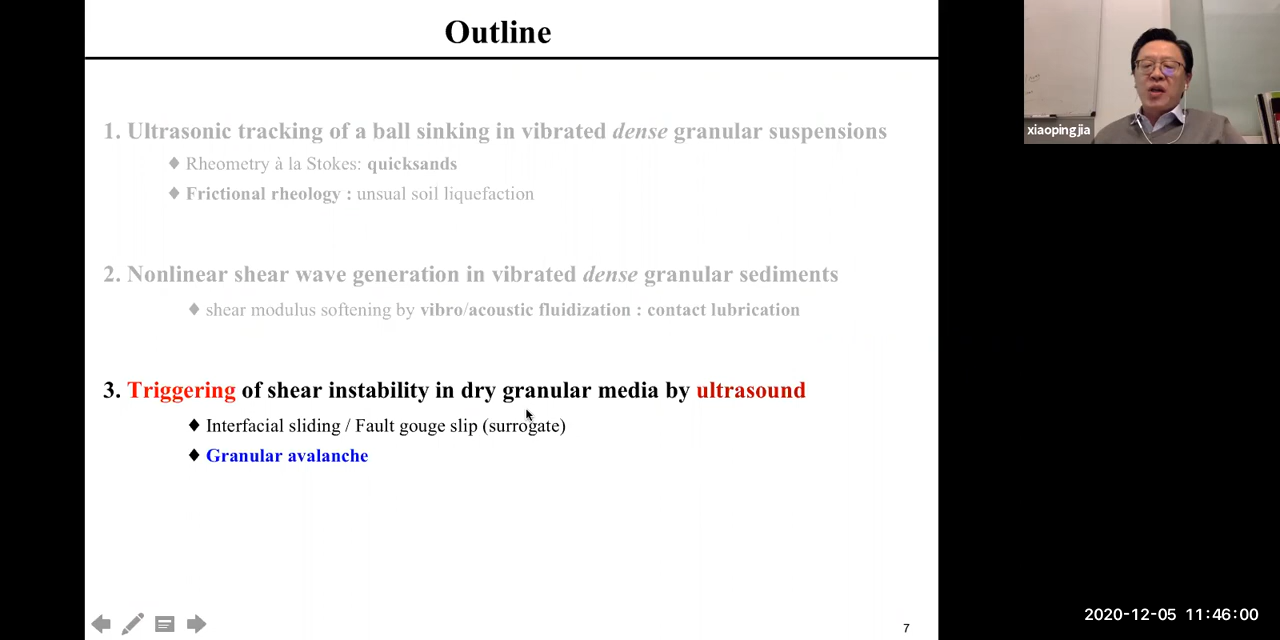 Outline
1. Ultrasonic tracking of a ball sinking in vibrated dense granular suspensions
♦ Rheometry à la Stokes: quicksands
♦ Frictional rheology : unsual soil liquefaction
2. Nonlinear shear wave generation in vibrated dense granular sediments
♦ shear modulus softening by vibro/acoustic fluidization : contact lubrication
3. Triggering of shear instability in dry granular media by ultrasound
♦ Interfacial sliding / Fault gouge slip (surrogate)
♦ Granular avalanche
7
xiaoping jia
2020-12-05 11:46:00